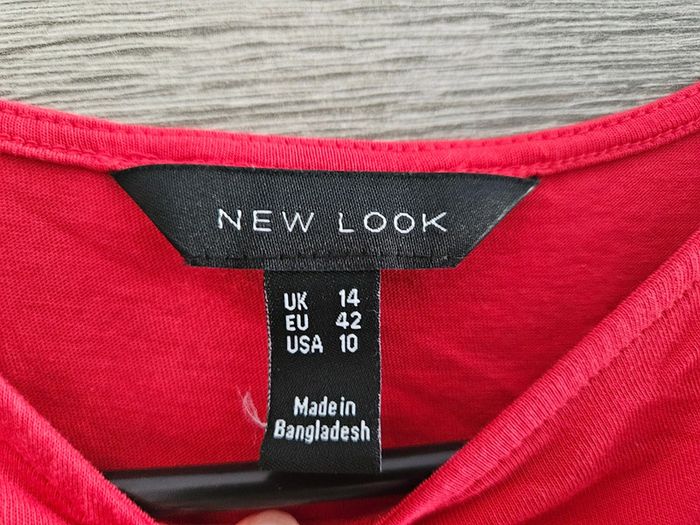 NEW LOOK
UK 14
EU 42
USA 10
Made in
Bangladesh